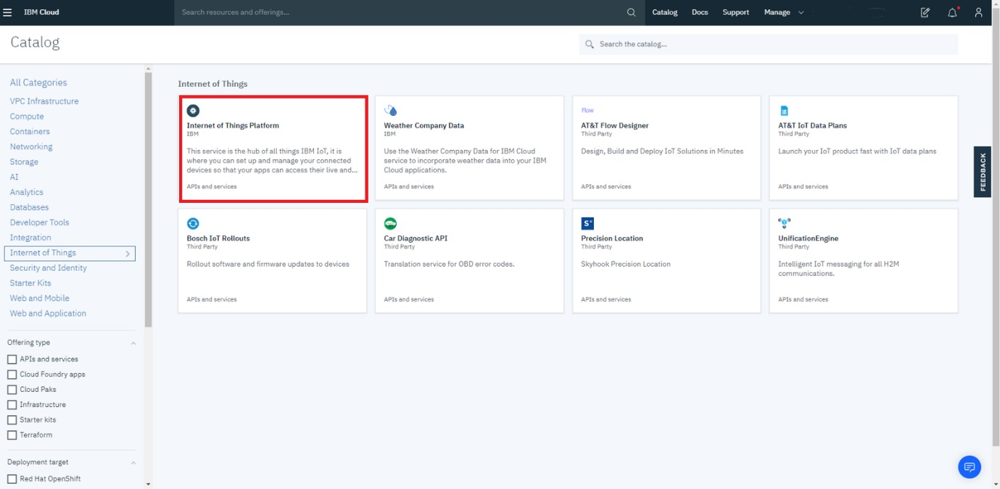 IBM Cloud
Search resources and offerings...
Catalog
Docs
Support
Manage
Catalog
Search the catalog...
All Categories
VPC Infrastructure
Compute
Containers
Networking
Storage
AI
Analytics
Databases
Developer Tools
Integration
Internet of Things
Security and Identity
Starter Kits
Web and Mobile
Web and Application
Offering type
APIs and services
Cloud Foundry apps
Cloud Paks
Infrastructure
Starter kits
Terraform
Deployment target
Red Hat OpenShift
Internet of Things
Internet of Things Platform
IBM
This service is the hub of all things IBM IoT, it is
where you can set up and manage your connected
devices so that your apps can access their live and...
APIs and services
Weather Company Data
IBM
Use the Weather Company Data for IBM Cloud
service to incorporate weather data into your IBM
Cloud applications.
APIs and services
Flow
AT&T Flow Designer
Third Party
Design, Build and Deploy IoT Solutions in Minutes
APIs and services
AT&T IoT Data Plans
Third Party
Launch your IoT product fast with IoT data plans
APIs and services
Bosch IoT Rollouts
Third Party
Rollout software and firmware updates to devices
APIs and services
Car Diagnostic API
Third Party
Translation service for OBD error codes.
APIs and services
S°
Precision Location
Third Party
Skyhook Precision Location
APIs and services
UnificationEngine
Third Party
Intelligent IoT messaging for all H2M
communications.
APIs and services
FEEDBACK